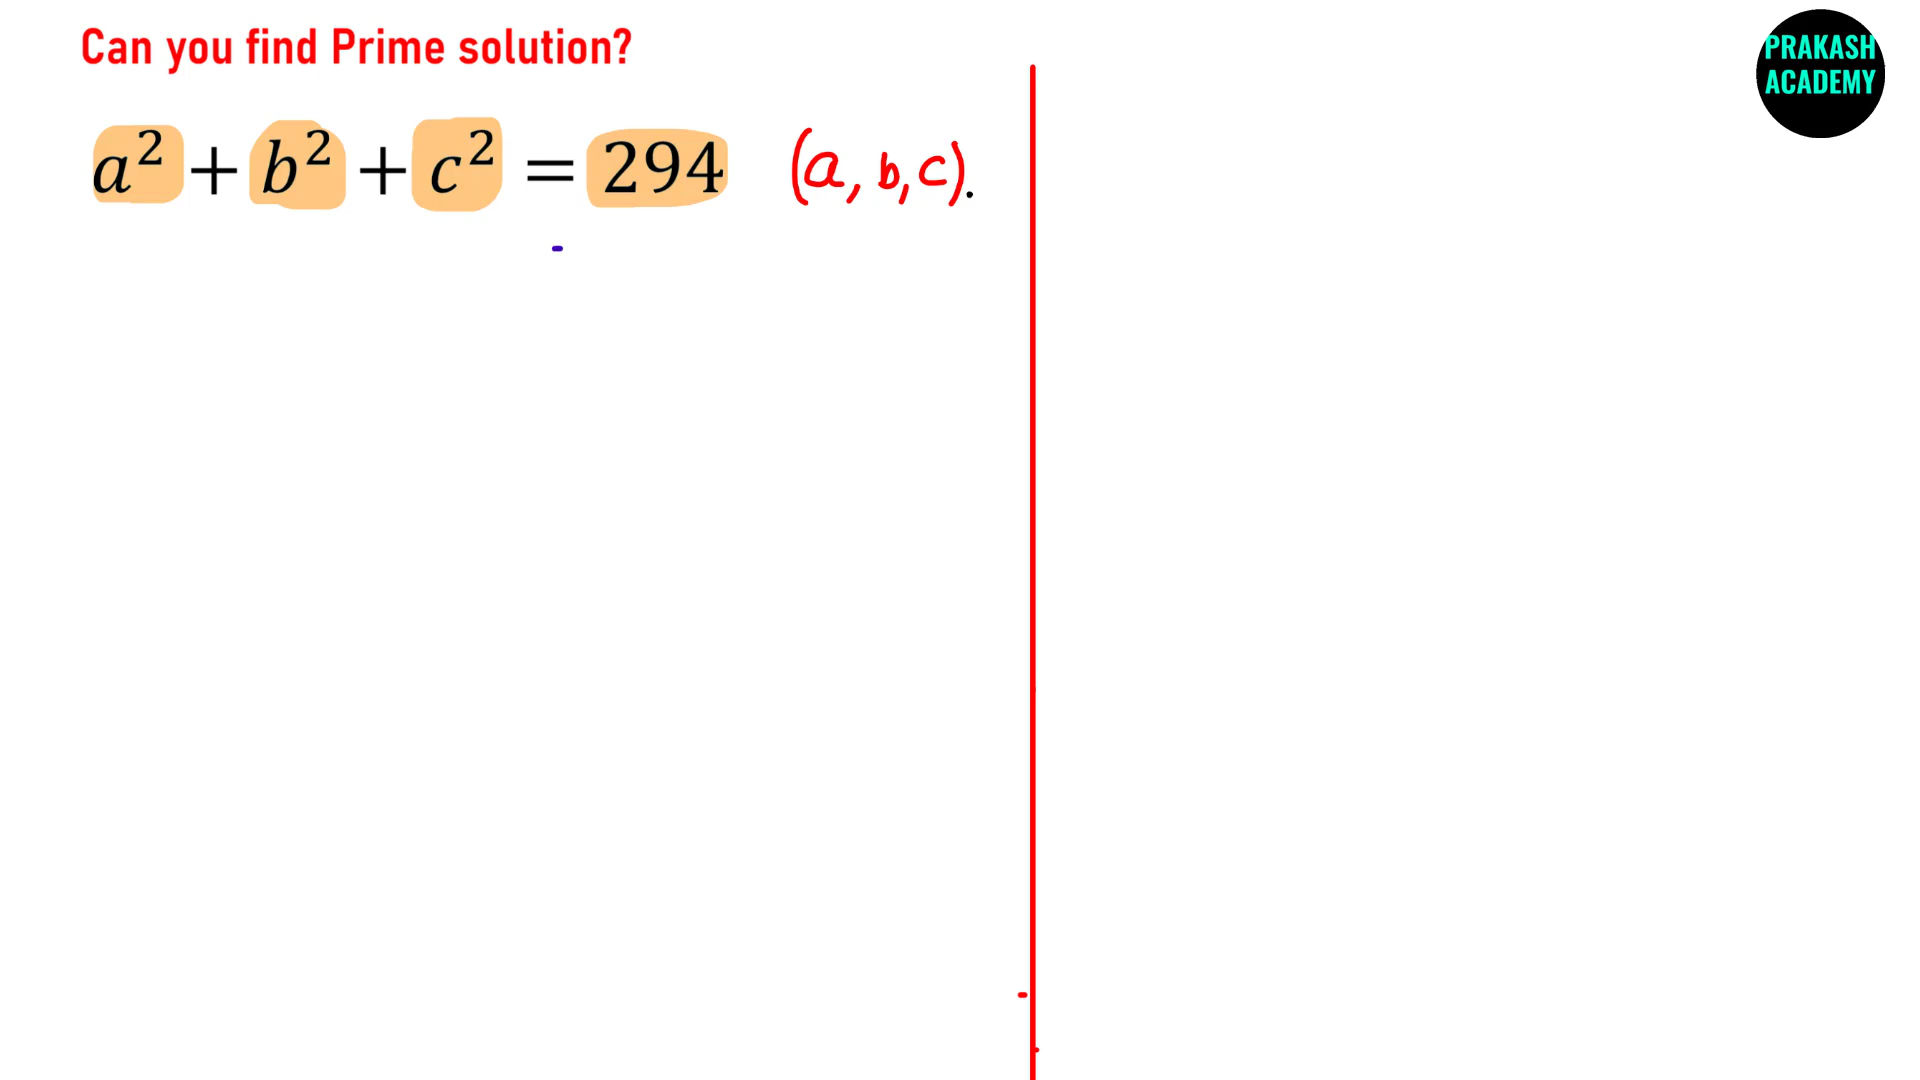 Can you find Prime solution?
a² + b² + c² = 294 (a, b, c).
PRAKASH
ACADEMY